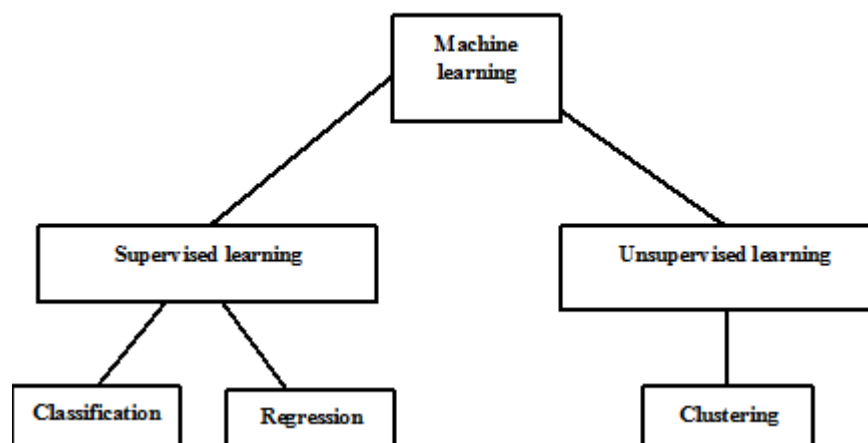 Machine
learning
Supervised learning
Unsupervised learning
Classification
Regression
Clustering